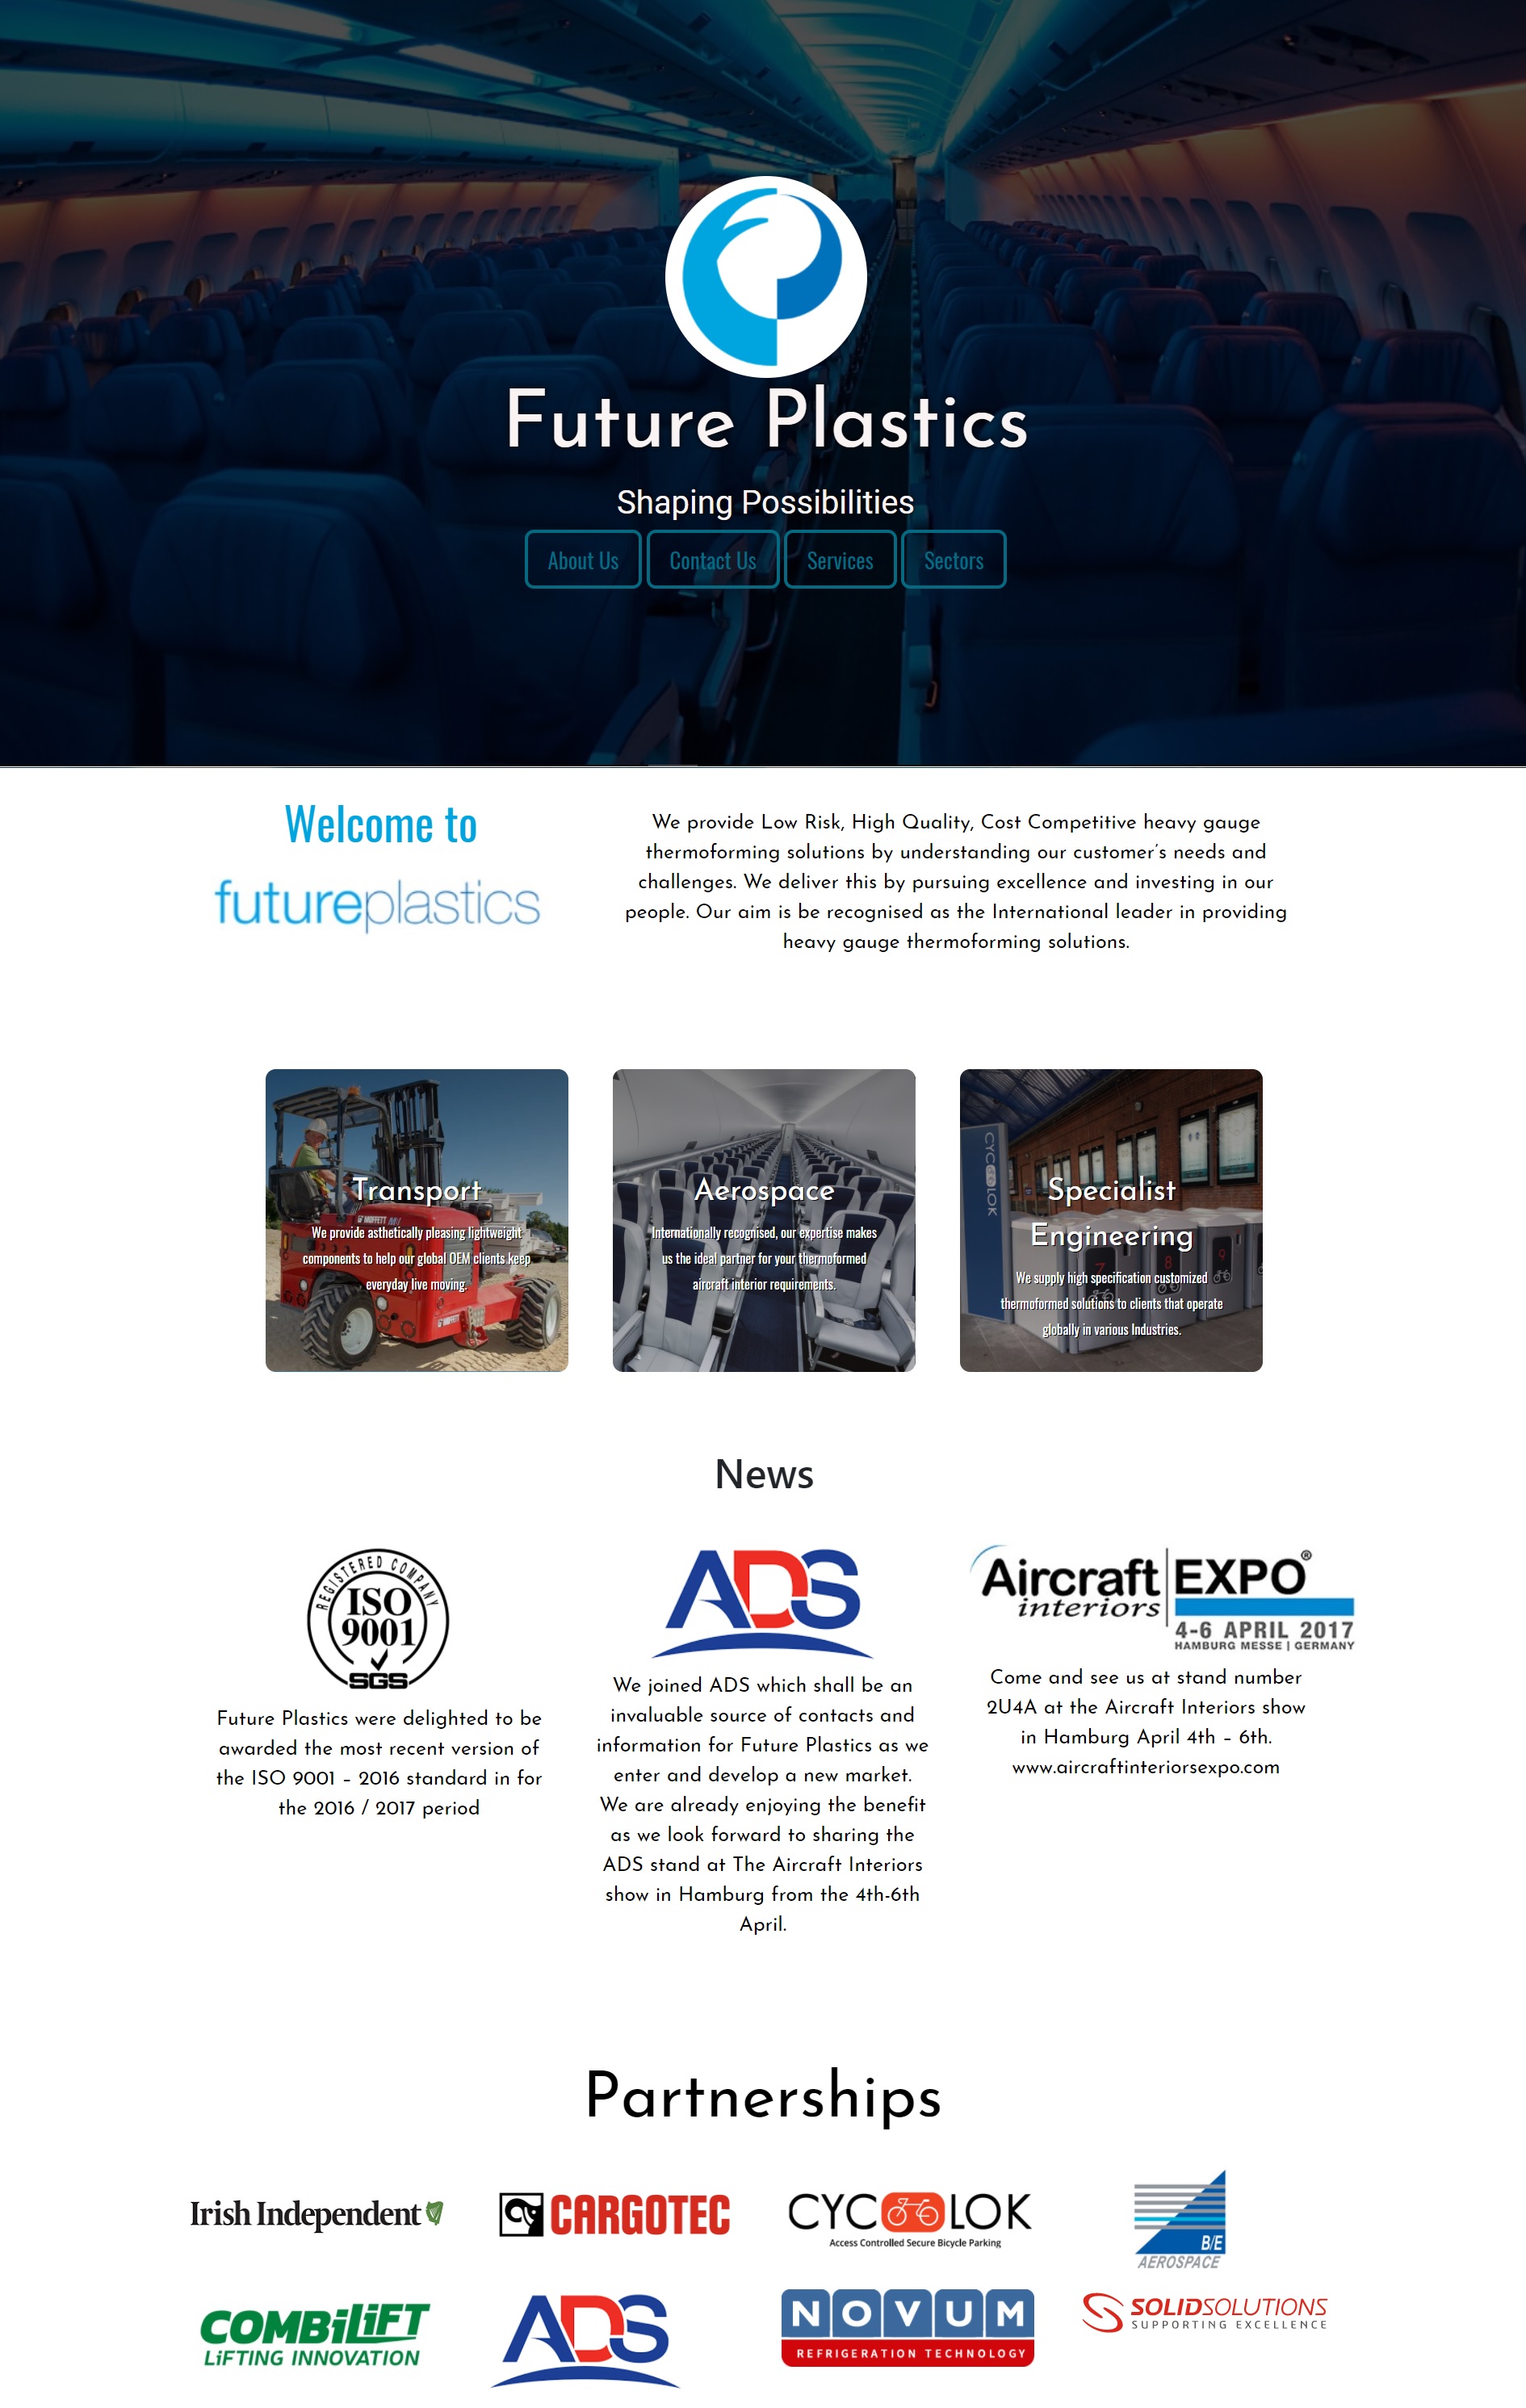 Future Plastics
Shaping Possibilities
About Us
Contact Us
Services
Sectors
Welcome to
futureplastics
We provide Low Risk, High Quality, Cost Competitive heavy gauge
thermoforming solutions by understanding our customer's needs and
challenges. We deliver this by pursuing excellence and investing in our
people. Our aim is be recognised as the International leader in providing
heavy gauge thermoforming solutions.
MOFFETT
Transport
We provide asthetically pleasing lightweight
components to help our global OEM clients keep
everyday live moving.
Aerospace
Internationally recognised, our expertise makes
us the ideal partner for your thermoformed
aircraft interior requirements.
CYCLOK
Specialist
Engineering
We supply high specification customized
thermoformed solutions to clients that operate
globally in various Industries.
7
8
9
News
REGISTERED COMPANY
ISO
9001
SGS
Future Plastics were delighted to be
awarded the most recent version of
the ISO 9001 – 2016 standard in for
the 2016 / 2017 period
ADS
We joined ADS which shall be an
invaluable source of contacts and
information for Future Plastics as we
enter and develop a new market.
We are already enjoying the benefit
as we look forward to sharing the
ADS stand at The Aircraft Interiors
show in Hamburg from the 4th-6th
April.
Aircraft EXPO®
interiors
4-6 APRIL 2017
HAMBURG MESSE | GERMANY
Come and see us at stand number
2U4A at the Aircraft Interiors show
in Hamburg April 4th – 6th.
www.aircraftinteriorsexpo.com
Partnerships
Irish Independent
CARGOTEC
CYC LOK
Access Controlled Secure Bicycle Parking
B/E
AEROSPACE
COMBiLiFT
LiFTING INNOVATION
ADS
NOVUM
REFRIGERATION TECHNOLOGY
SOLIDSOLUTIONS
SUPPORTING EXCELLENCE